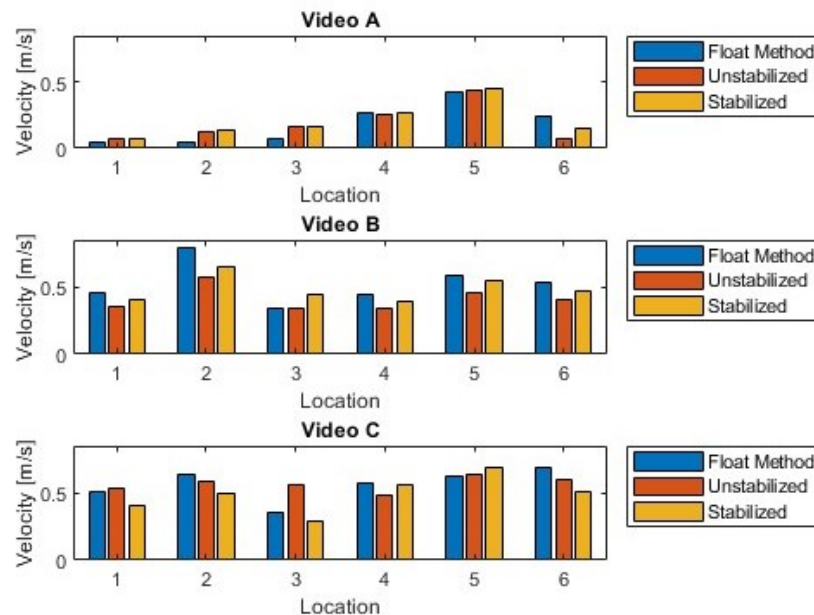 Video A
Velocity [m/s]
0.5
0
1 2 3 4 5 6
Location
Float Method
Unstabilized
Stabilized
Video B
Velocity [m/s]
0.5
0
1 2 3 4 5 6
Location
Float Method
Unstabilized
Stabilized
Video C
Velocity [m/s]
0.5
0
1 2 3 4 5 6
Location
Float Method
Unstabilized
Stabilized